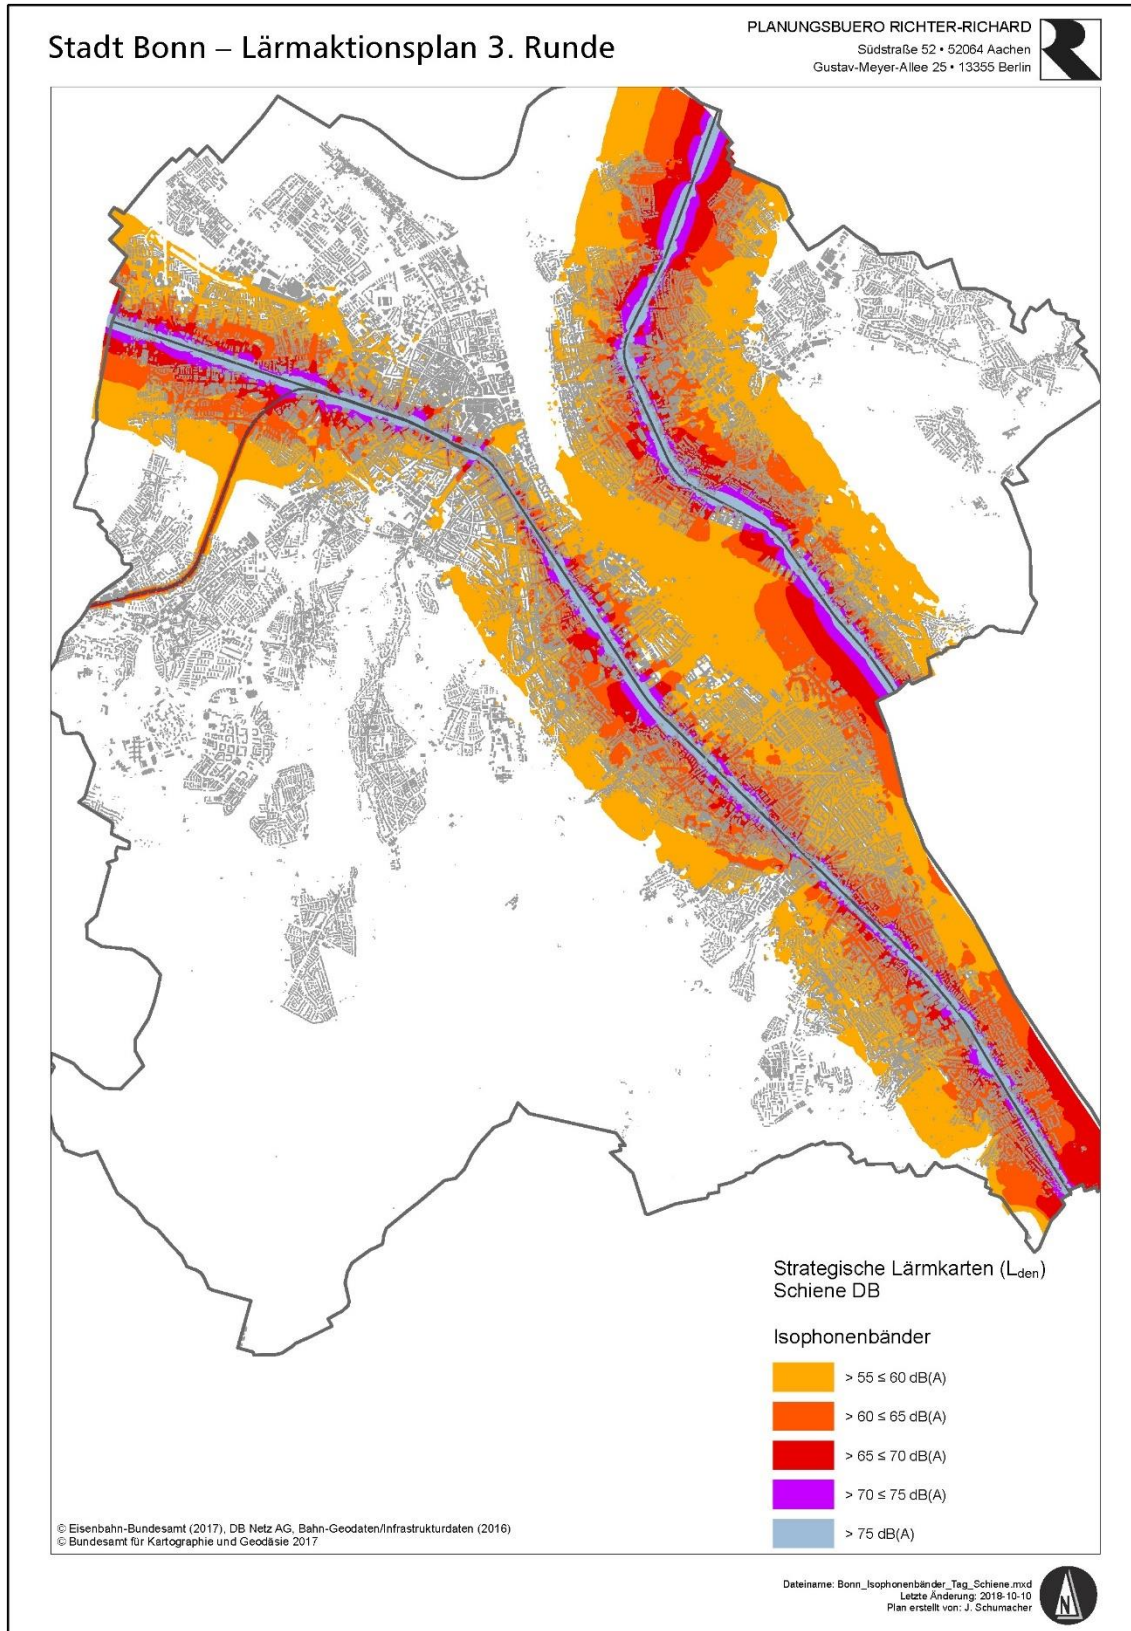 Stadt Bonn – Lärmaktionsplan 3. Runde
PLANUNGSBUERO RICHTER-RICHARD
Südstraße 52 • 52064 Aachen
Gustav-Meyer-Allee 25 • 13355 Berlin
R
Strategische Lärmkarten (Lden)
Schiene DB
Isophonenbänder
> 55 ≤ 60 dB(A)
> 60 ≤ 65 dB(A)
> 65 ≤ 70 dB(A)
> 70 ≤ 75 dB(A)
> 75 dB(A)
© Eisenbahn-Bundesamt (2017), DB Netz AG, Bahn-Geodaten/Infrastrukturdaten (2016)
© Bundesamt für Kartographie und Geodäsie 2017
Dateiname: Bonn_Isophonenbänder_Tag_Schiene.mxd
Letzte Änderung: 2018-10-10
Plan erstellt von: J. Schumacher
N